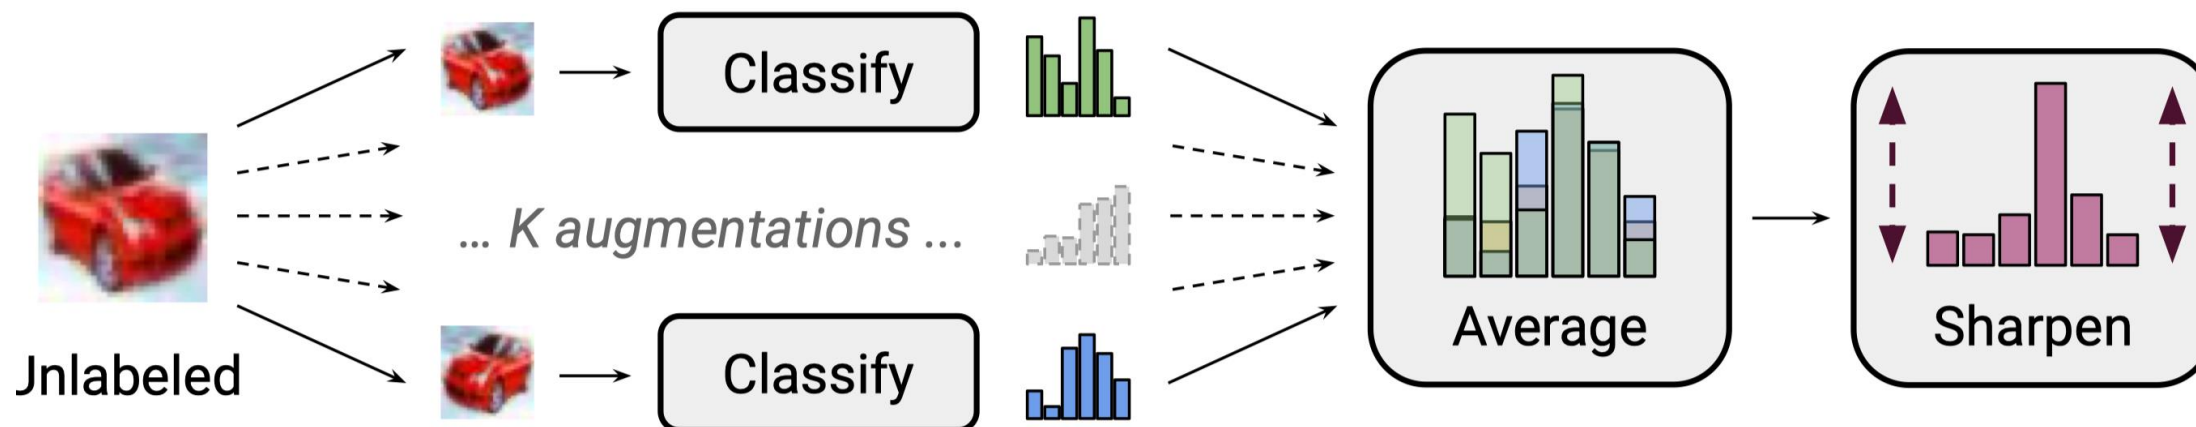 Classify
... K augmentations ...
Average
Sharpen
Jnlabeled
Classify